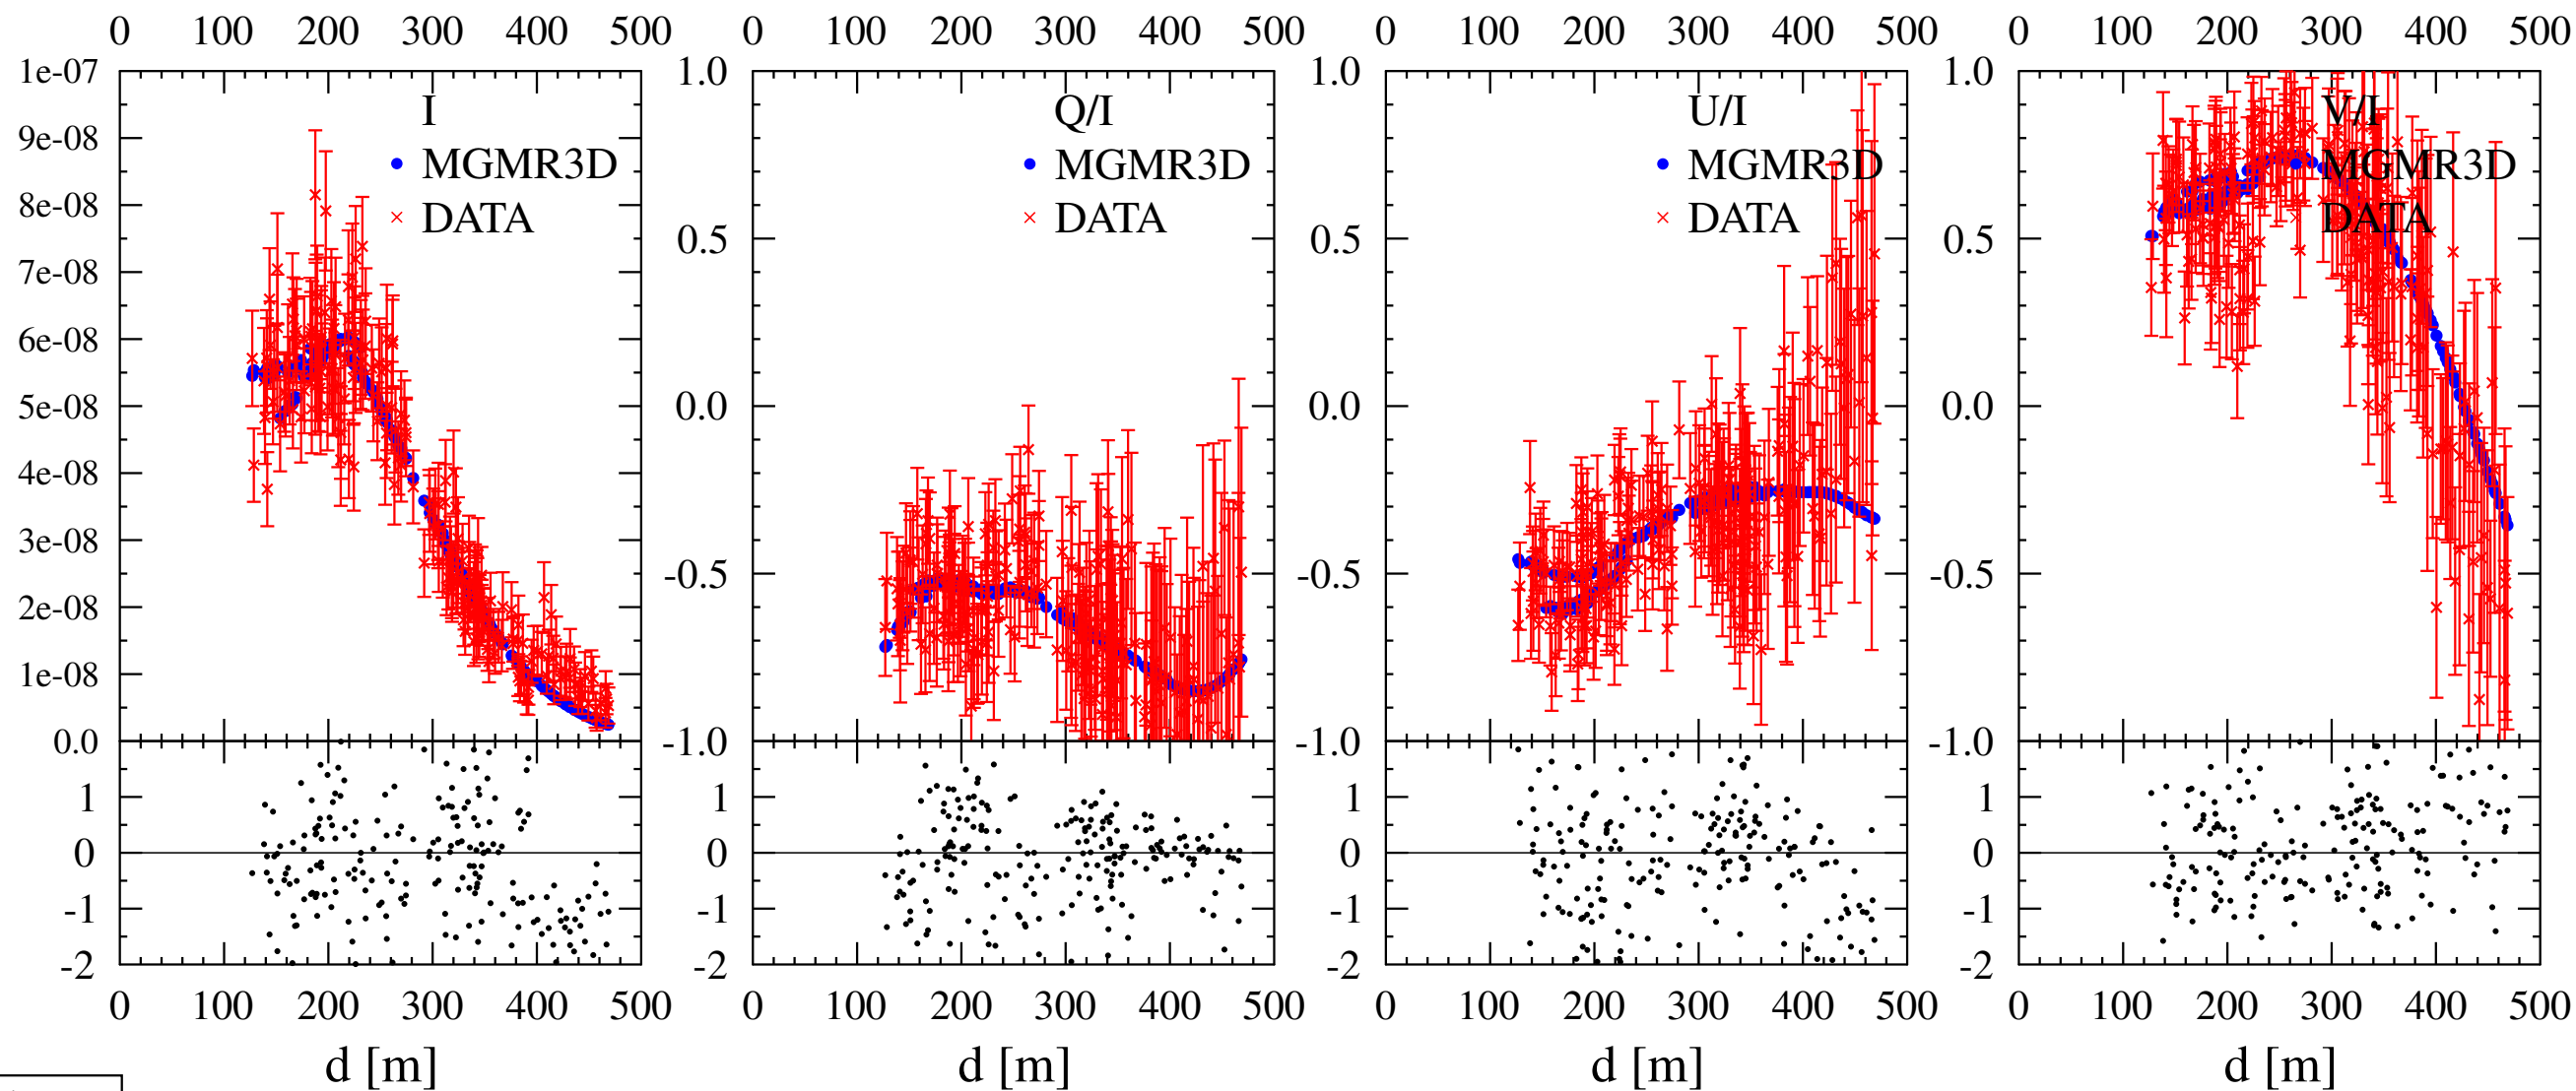 0 100 200 300 400 500 0 100 200 300 400 500 0 100 200 300 400 500 0 100 200 300 400 500
1e-07 1.0 1.0 1.0
I Q/I U/I V/I
9e-08
MGMR3D MGMR3D MGMR3D MGMR3D
8e-08
DATA DATA DATA DATA
0.5 0.5 0.5
7e-08
6e-08
5e-08 0.0 0.0 0.0
4e-08
3e-08
-0.5 -0.5 -0.5
2e-08
1e-08
0.0 -1.0 -1.0 -1.0
1 1 1 1
0 0 0 0
-1 -1 -1 -1
-2 -2 -2 -2
0 100 200 300 400 500 0 100 200 300 400 500 0 100 200 300 400 500 0 100 200 300 400 500
d [m] d [m] d [m] d [m]